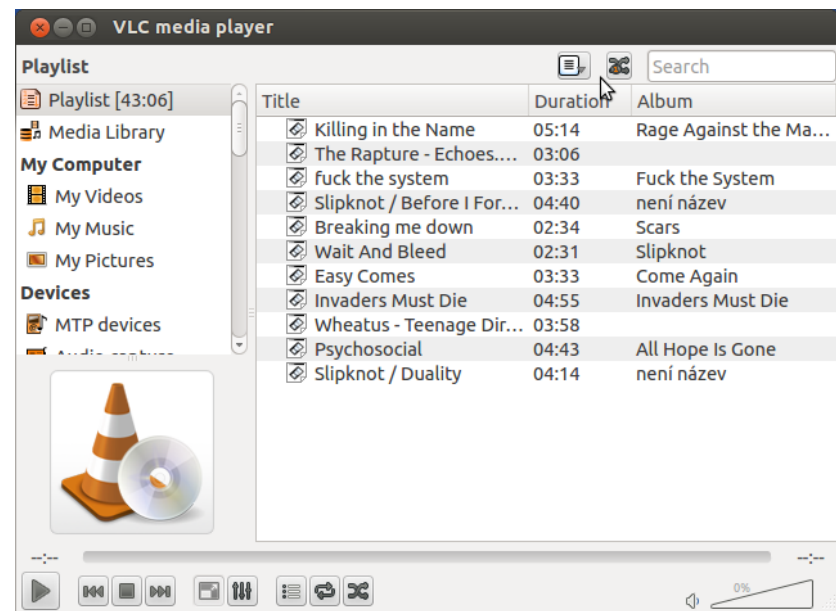 VLC media player
Playlist
Search
Playlist [43:06]
Media Library
My Computer
My Videos
My Music
My Pictures
Devices
MTP devices
Title Duration Album
Killing in the Name 05:14 Rage Against the Ma...
The Rapture - Echoes.... 03:06
fuck the system 03:33 Fuck the System
Slipknot / Before I For... 04:40 není název
Breaking me down 02:34 Scars
Wait And Bleed 02:31 Slipknot
Easy Comes 03:33 Come Again
Invaders Must Die 04:55 Invaders Must Die
Wheatus - Teenage Dir... 03:58
Psychosocial 04:43 All Hope Is Gone
Slipknot / Duality 04:14 není název
--:-- --:--
0%